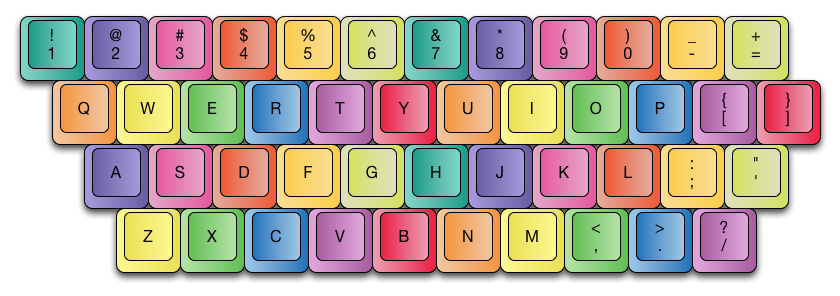 ! @ # $ % ^ & * ( ) _ +
1 2 3 4 5 6 7 8 9 0 - =
Q W E R T Y U I O P { }
[ ]
A S D F G H J K L : "
; '
Z X C V B N M < > ?
, . /